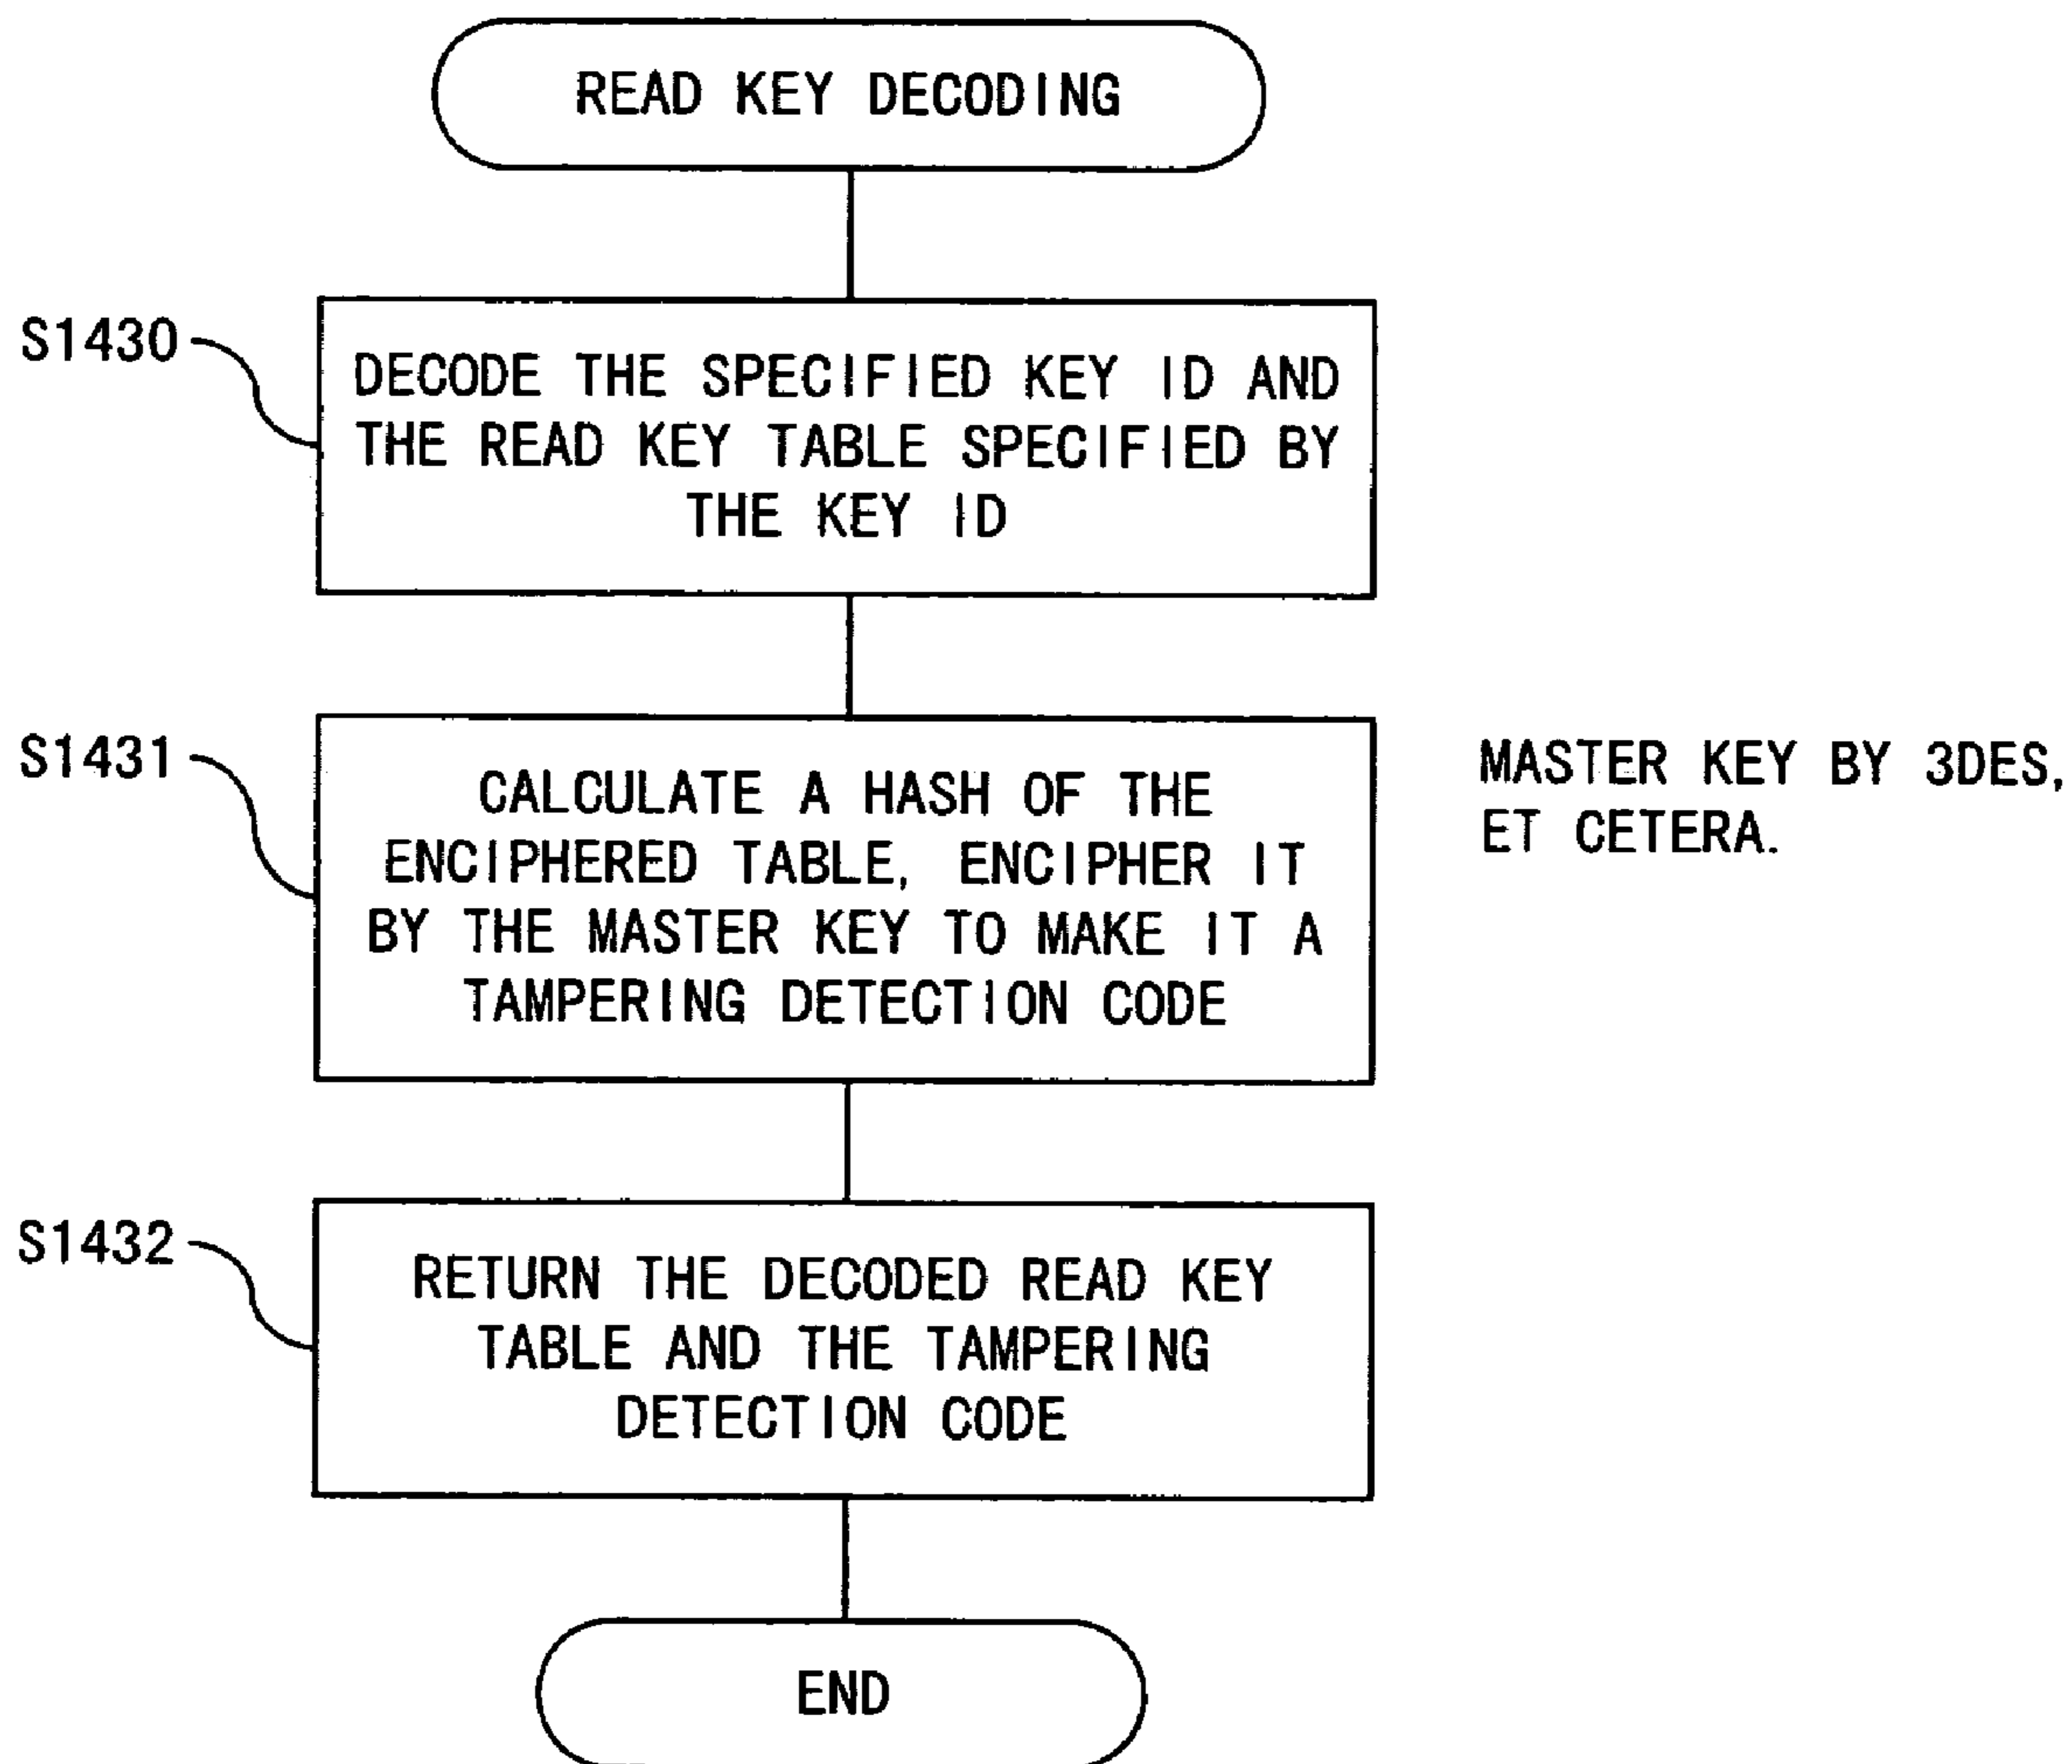 READ KEY DECODING
S1430
DECODE THE SPECIFIED KEY ID AND
THE READ KEY TABLE SPECIFIED BY
THE KEY ID
S1431
CALCULATE A HASH OF THE
ENCIPHERED TABLE, ENCIPHER IT
BY THE MASTER KEY TO MAKE IT A
TAMPERING DETECTION CODE
MASTER KEY BY 3DES,
ET CETERA.
S1432
RETURN THE DECODED READ KEY
TABLE AND THE TAMPERING
DETECTION CODE
END